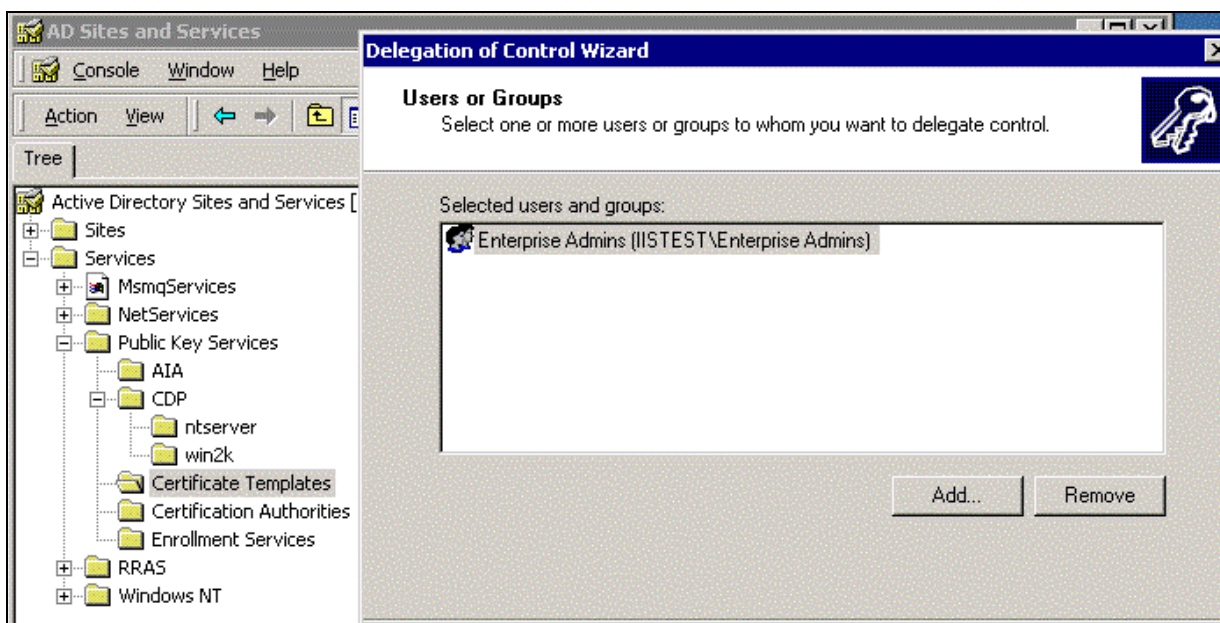 AD Sites and Services
Console Window Help
Action View
Tree
Active Directory Sites and Services [
Sites
Services
MsmqServices
NetServices
Public Key Services
AIA
CDP
ntserver
win2k
Certificate Templates
Certification Authorities
Enrollment Services
RRAS
Windows NT
Delegation of Control Wizard
Users or Groups
Select one or more users or groups to whom you want to delegate control.
Selected users and groups:
Enterprise Admins (IISTEST\Enterprise Admins)
Add... Remove